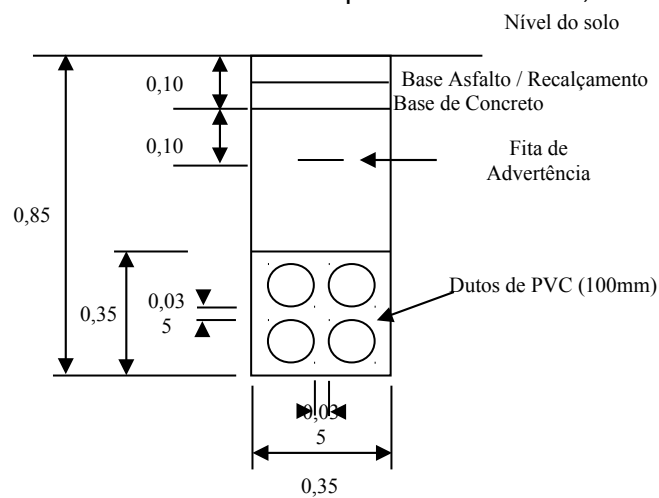 Nível do solo
0,10
Base Asfalto / Recalçamento
Base de Concreto
0,10
Fita de
Advertência
0,85
0,35
0,03
5
Dutos de PVC (100mm)
0,03
5
0,35